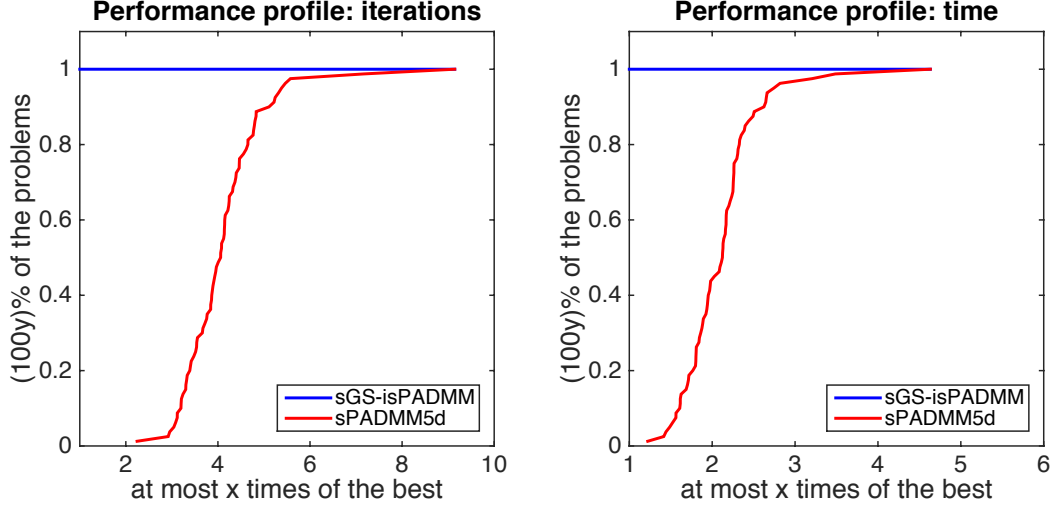 Performance profile: iterations
(100y)% of the problems
1
0.8
0.6
0.4
0.2
0
2
4
6
8
10
at most x times of the best
sGS-isPADMM
sPADMM5d
Performance profile: time
(100y)% of the problems
1
0.8
0.6
0.4
0.2
0
1
2
3
4
5
6
at most x times of the best
sGS-isPADMM
sPADMM5d